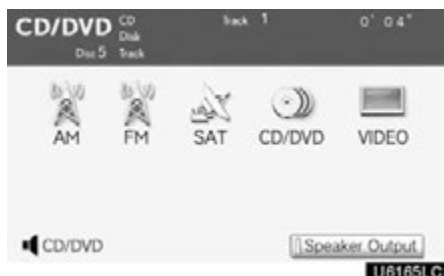 CD/DVD CD Track 1 0' 04"
Disk
Disc 5 Track
AM FM SAT CD/DVD VIDEO
CD/DVD Speaker Output
U6165LC